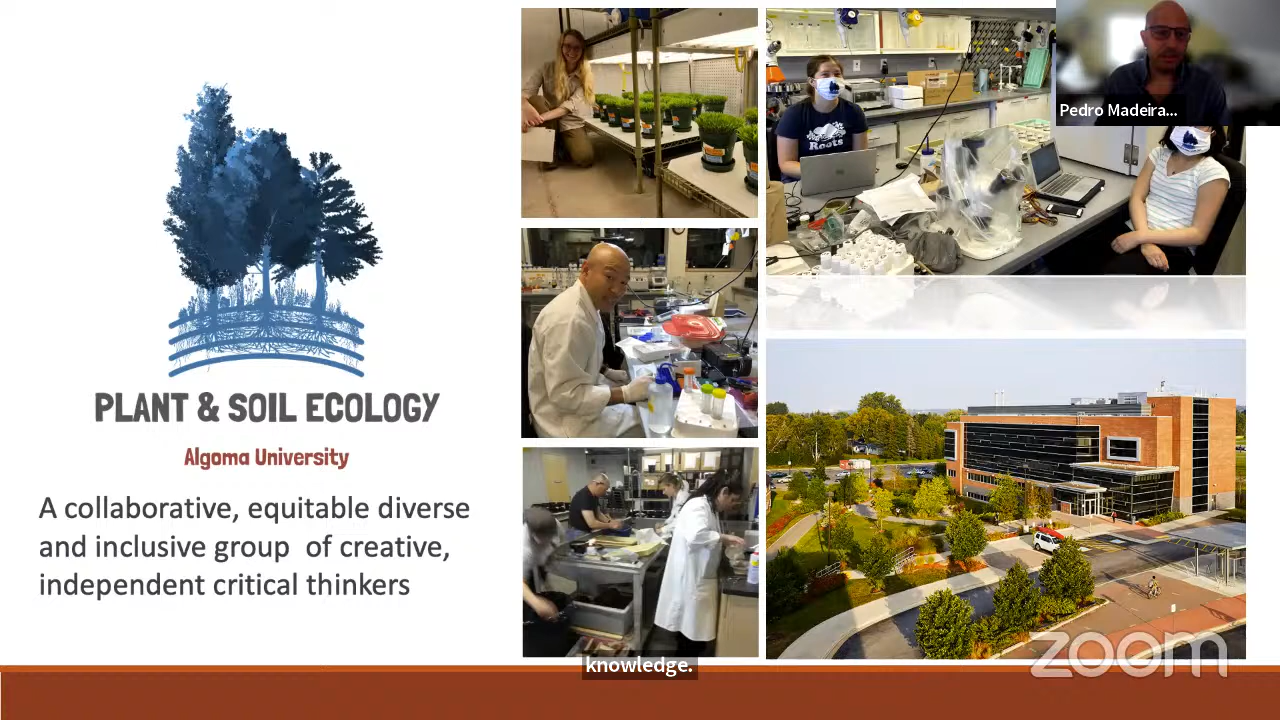 PLANT & SOIL ECOLOGY
Algoma University
A collaborative, equitable diverse
and inclusive group of creative,
independent critical thinkers
Roots
Pedro Madeira...
knowledge.
zoom